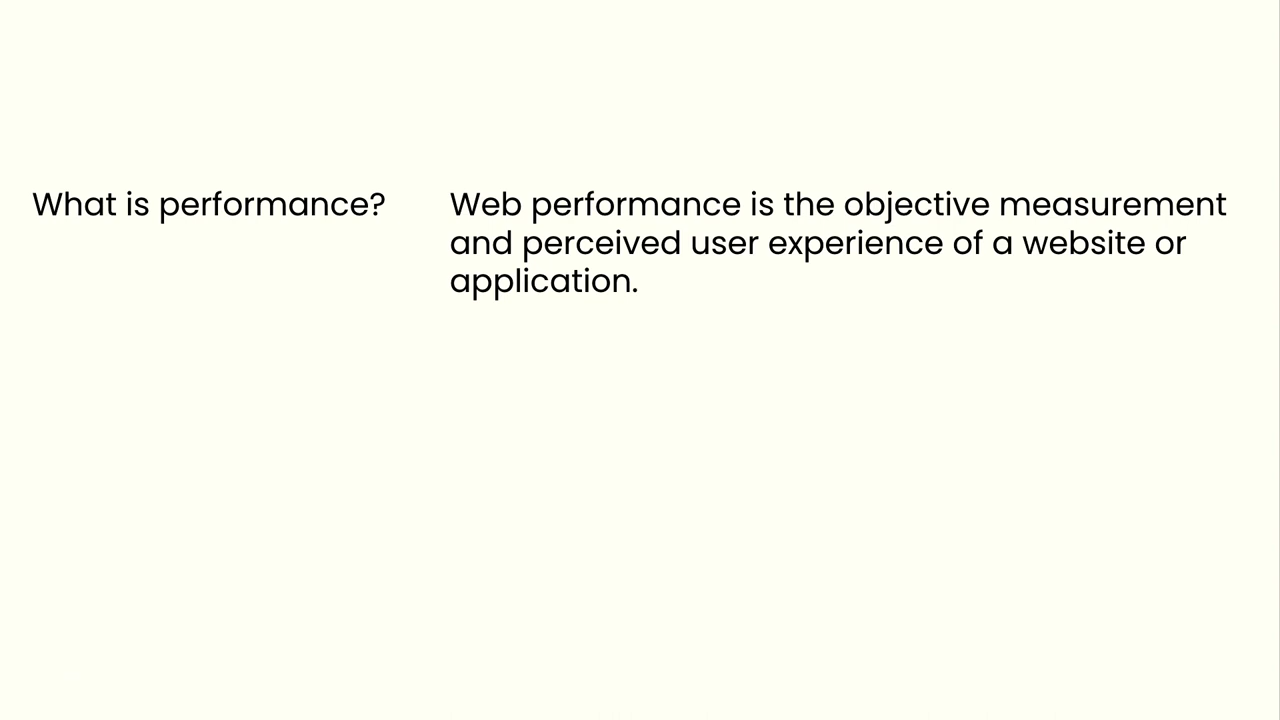 What is performance?
Web performance is the objective measurement
and perceived user experience of a website or
application.